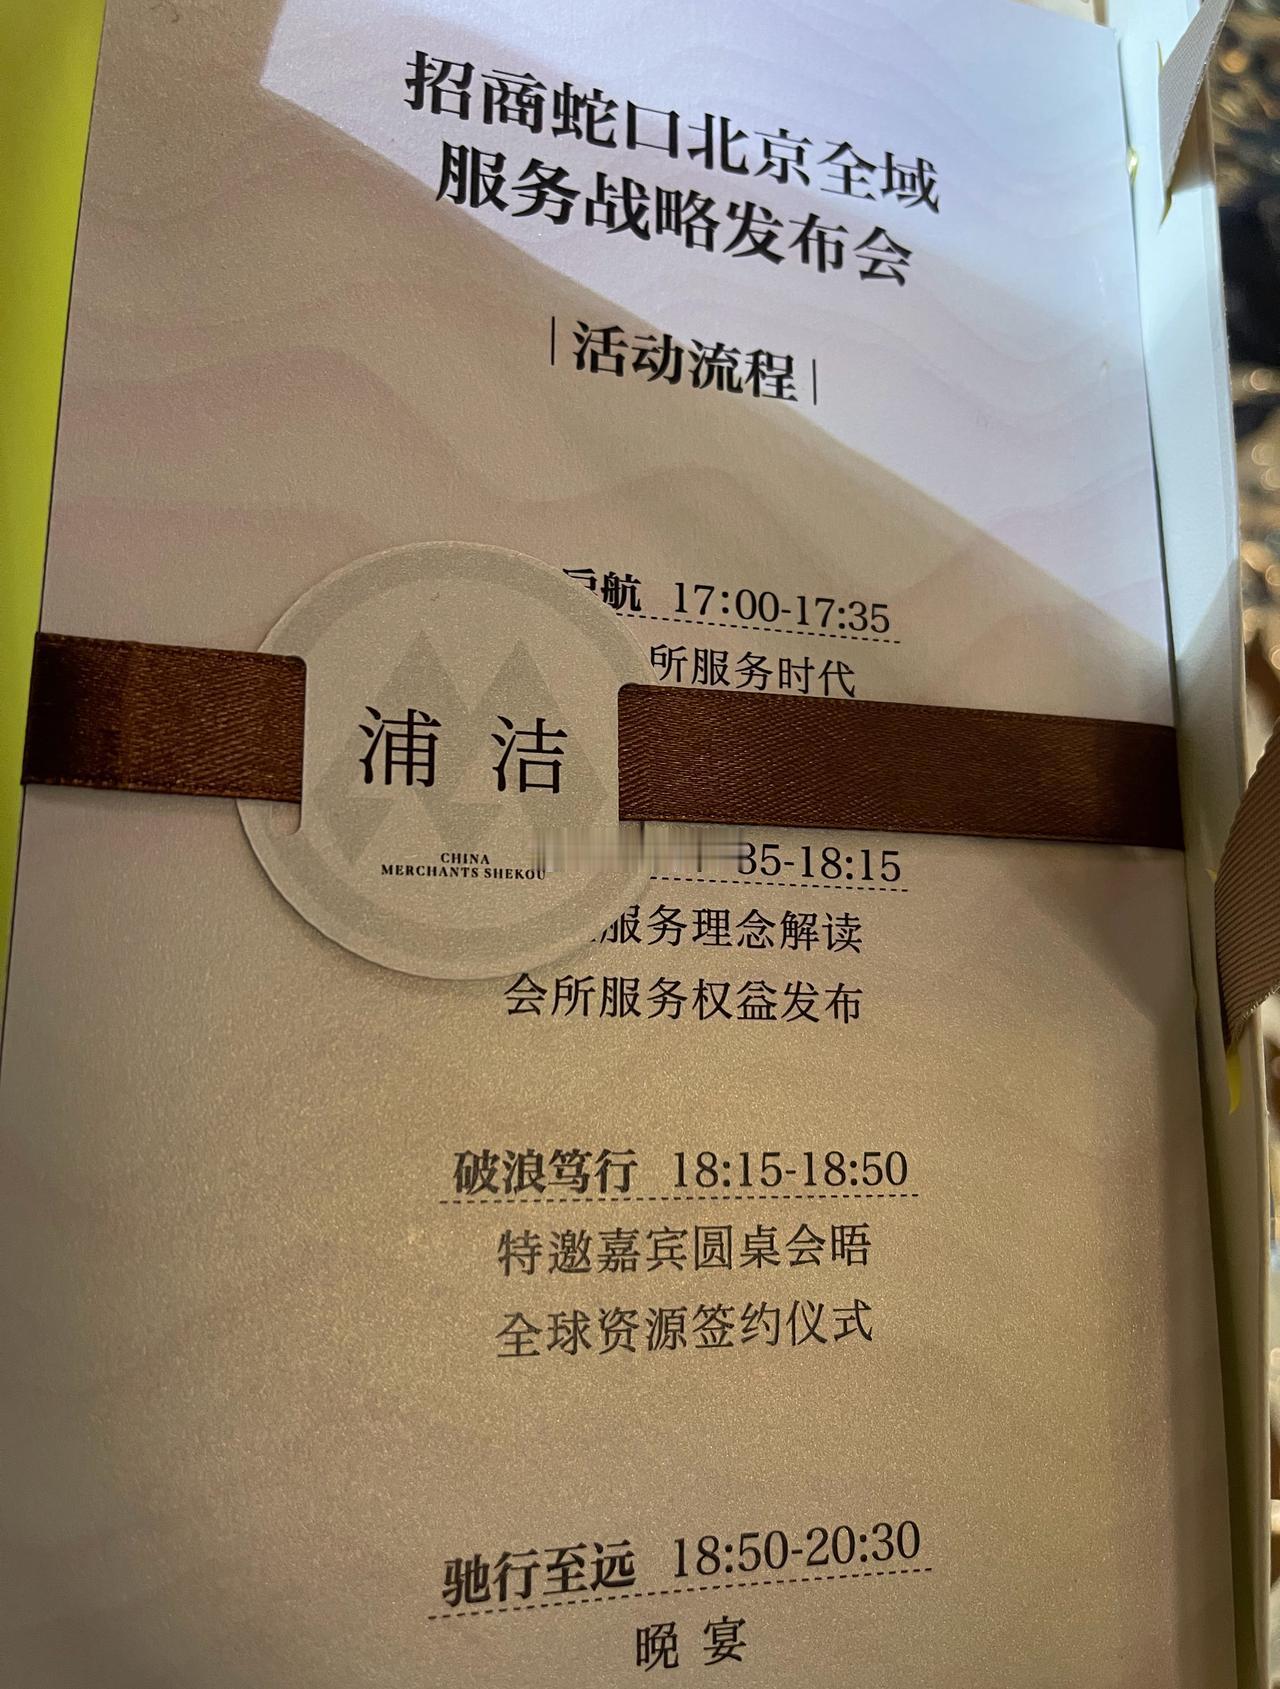 招商蛇口北京全域
服务战略发布会
活动流程
航 17:00-17:35
所服务时代
浦 洁
CHINA
MERCHANTS SHEKOU
35-18:15
服务理念解读
会所服务权益发布
破浪笃行 18:15-18:50
特邀嘉宾圆桌会晤
全球资源签约仪式
驰行至远 18:50-20:30
晚 宴